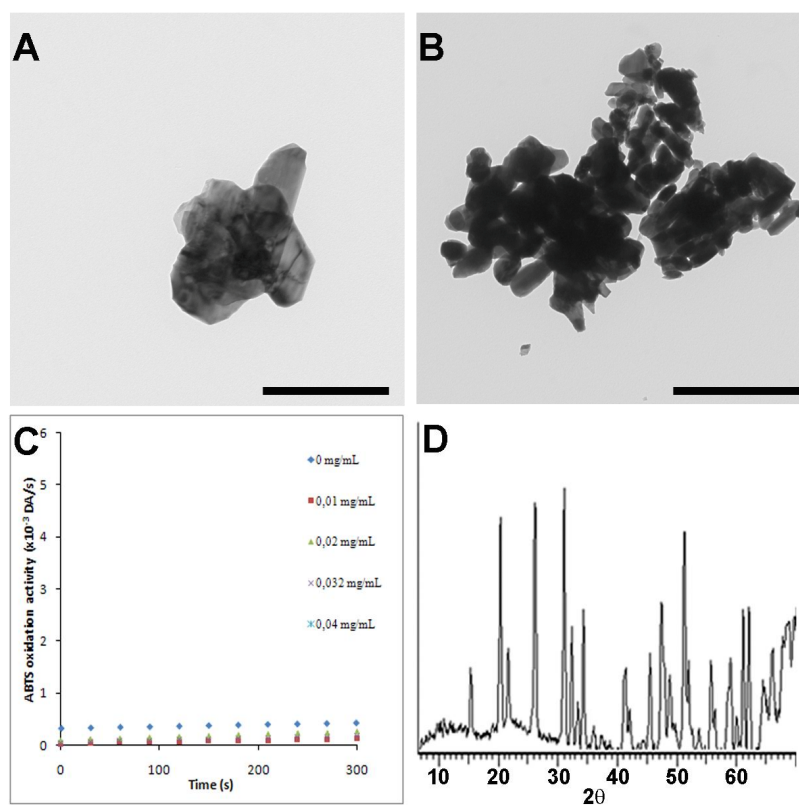 A
B
C
6
5
4
3
2
1
0
ABTS oxidation activity (x10⁻³ DA/s)
0 mg/mL
0,01 mg/mL
0,02 mg/mL
0,032 mg/mL
0,04 mg/mL
0 100 200 300
Time (s)
D
10 20 30 40 50 60
2θ